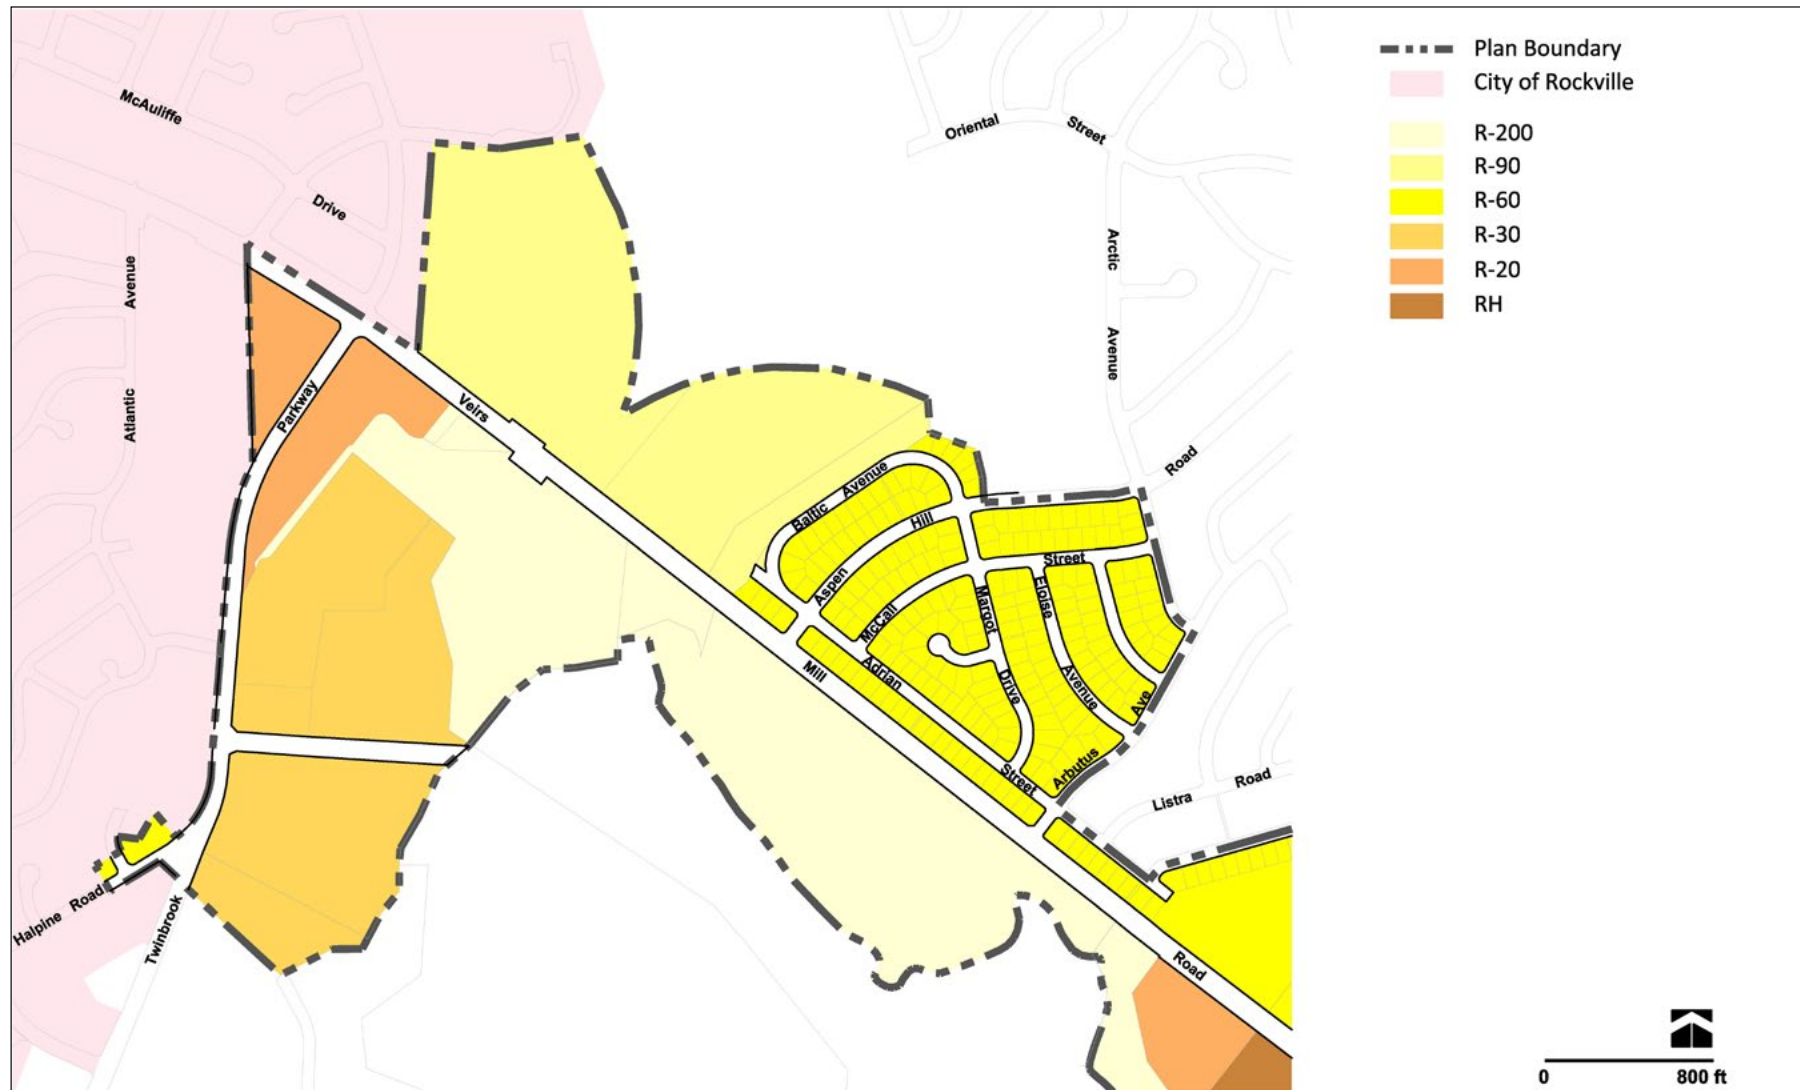 Plan Boundary
City of Rockville
R-200
R-90
R-60
R-30
R-20
RH
McAuliffe
Drive
Oriental
Street
Avenue
Atlantic
Arctic
Avenue
Parkway
Veirs
Road
Baltic
Avenue
Hill
Aspen
Street
McCall
Margot
Eloise
Adrian
Mill
Drive
Avenue
Ave
Street
Arbutus
Listra
Road
Halpine
Road
Twinbrook
Road
0
800 ft